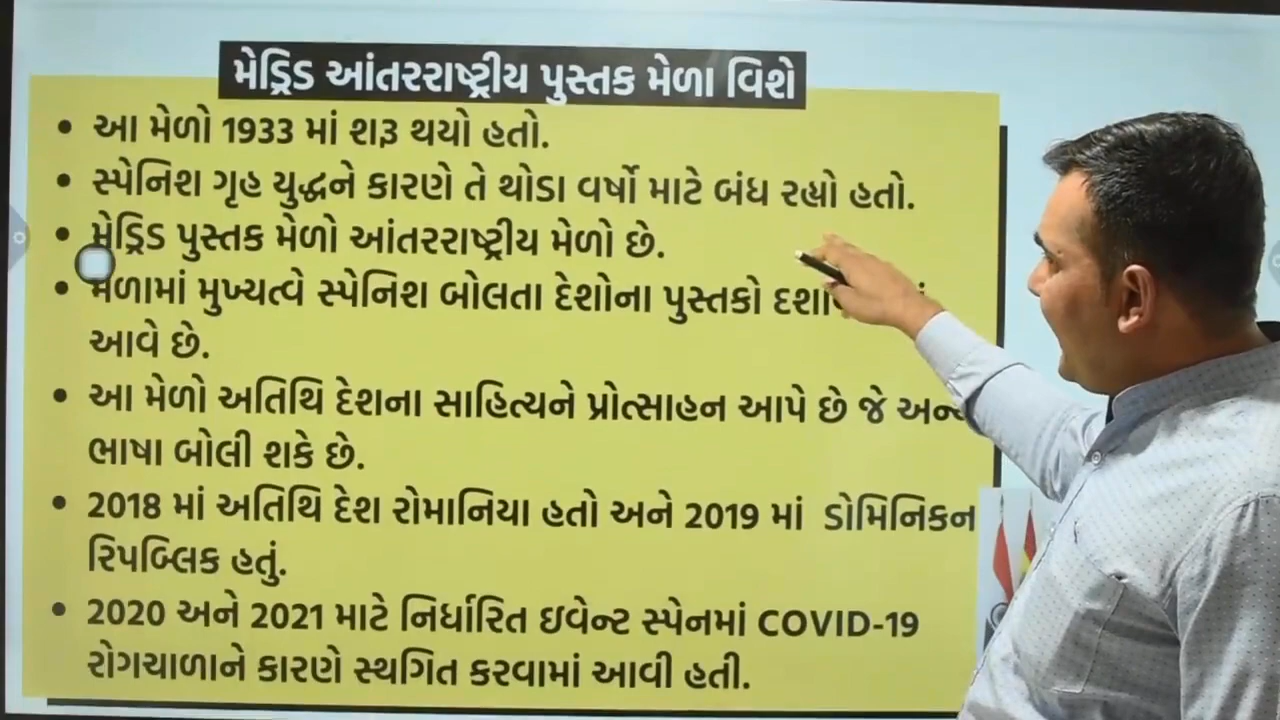 મેડ્રિડ આંતરરાષ્ટ્રીય પુસ્તક મેળા વિશે
• આ મેળો 1933 માં શરૂ થયો હતો.
• સ્પેનિશ ગૃહ યુદ્ધને કારણે તે થોડા વર્ષો માટે બંધ રહ્યો હતો.
• મેડ્રિડ પુસ્તક મેળો આંતરરાષ્ટ્રીય મેળો છે.
• મેળામાં મુખ્યત્વે સ્પેનિશ બોલતા દેશોના પુસ્તકો
આવે છે.
• આ મેળો અતિથિ દેશના સાહિત્યને પ્રોત્સાહન આપે છે જે
ભાષા બોલી શકે છે.
• 2018 માં અતિથિ દેશ રોમાનિયા હતો અને 2019 માં ડોમિનિકન
રિપબ્લિક હતું.
• 2020 અને 2021 માટે નિર્ધારિત ઇવેન્ટ સ્પેનમાં COVID-19
રોગચાળાને કારણે સ્થગિત કરવામાં આવી હતી.